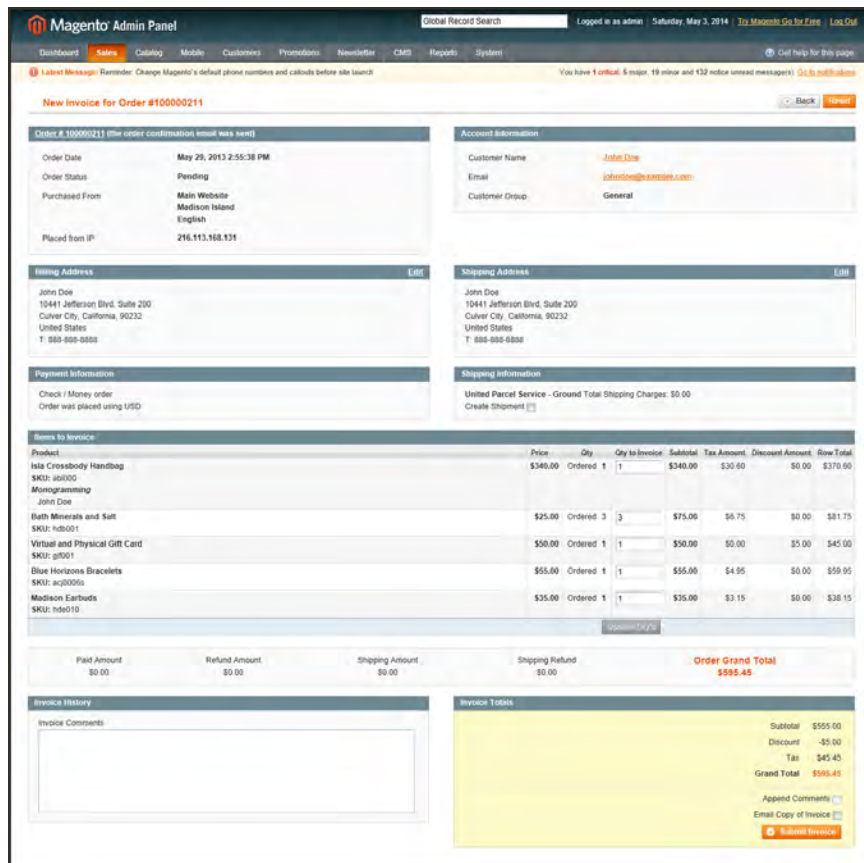 Magento Admin Panel
Global Record Search
Logged in as admin | Saturday, May 3, 2014 | Try Magento Go for Free | Log Out
Dashboard Sales Catalog Mobile Customers Promotions Newsletter CMS Reports System
Get help for this page
Latest Message: Reminder: Change Magento's default phone numbers and callouts before site launch
You have 1 critical, 5 major, 19 minor and 132 notice unread message(s). Go to notifications
New Invoice for Order #100000211
Back Reset
Order # 100000211 (the order confirmation email was sent)
Order Date May 29, 2013 2:55:38 PM
Order Status Pending
Purchased From Main Website
Madison Island
English
Placed from IP 216.113.168.131
Account Information
Customer Name John Doe
Email johndoe@example.com
Customer Group General
Billing Address Edit
John Doe
10441 Jefferson Blvd, Suite 200
Culver City, California, 90232
United States
T: 888-888-8888
Shipping Address Edit
John Doe
10441 Jefferson Blvd, Suite 200
Culver City, California, 90232
United States
T: 888-888-8888
Payment Information
Check / Money order
Order was placed using USD
Shipping Information
United Parcel Service - Ground Total Shipping Charges: $0.00
Create Shipment
Items to Invoice
Product Price Qty Qty to Invoice Subtotal Tax Amount Discount Amount Row Total
Isla Crossbody Handbag $340.00 Ordered 1 1 $340.00 $30.60 $0.00 $370.60
SKU: abl000
Monogramming
John Doe
Bath Minerals and Salt $25.00 Ordered 3 3 $75.00 $6.75 $0.00 $81.75
SKU: hdb001
Virtual and Physical Gift Card $50.00 Ordered 1 1 $50.00 $0.00 $5.00 $45.00
SKU: gif001
Blue Horizons Bracelets $55.00 Ordered 1 1 $55.00 $4.95 $0.00 $59.95
SKU: acj0006s
Madison Earbuds $35.00 Ordered 1 1 $35.00 $3.15 $0.00 $38.15
SKU: hde010
Update Qty's
Paid Amount Refund Amount Shipping Amount Shipping Refund Order Grand Total
$0.00 $0.00 $0.00 $0.00 $595.45
Invoice History
Invoice Comments
Invoice Totals
Subtotal $555.00
Discount -$5.00
Tax $45.45
Grand Total $595.45
Append Comments
Email Copy of Invoice
Submit Invoice